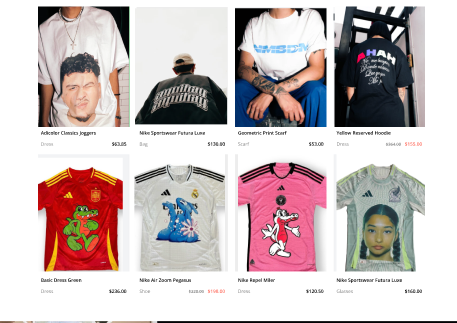 Adicolor Classics Joggers
Nike Sportswear Futura Luxe
Geometric Print Scarf
Yellow Reserved Hoodie
Dress
$63.85
Bag
$130.00
Scarf
$53.00
Dress
$364.00
$155.00
Basic Dress Green
Nike Air Zoom Pegasus
Nike Repel Miler
Nike Sportswear Futura Luxe
Dress
$236.00
Shoe
$220.00
$198.00
Dress
$120.50
Glasses
$160.00